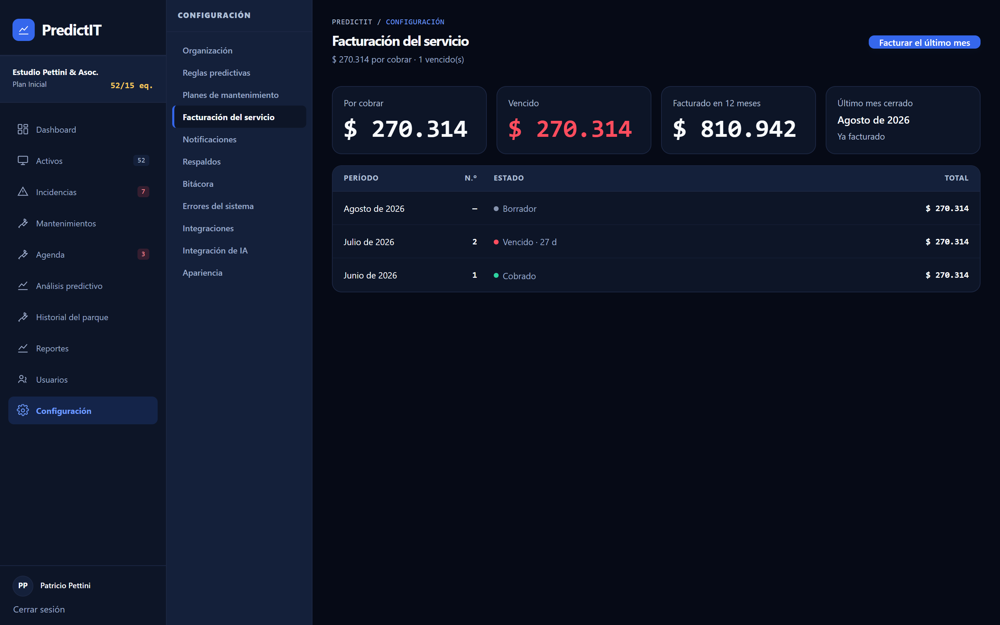 PredictIT
Estudio Pettini & Asoc.
Plan Inicial
52/15 eq.
Dashboard
Activos
52
Incidencias
7
Mantenimientos
Agenda
3
Análisis predictivo
Historial del parque
Reportes
Usuarios
Configuración
PP
Patricio Pettini
Cerrar sesión
CONFIGURACIÓN
Organización
Reglas predictivas
Planes de mantenimiento
Facturación del servicio
Notificaciones
Respaldos
Bitácora
Errores del sistema
Integraciones
Integración de IA
Apariencia
PREDICTIT / CONFIGURACIÓN
Facturación del servicio
$ 270.314 por cobrar · 1 vencido(s)
Facturar el último mes
Por cobrar
$ 270.314
Vencido
$ 270.314
Facturado en 12 meses
$ 810.942
Último mes cerrado
Agosto de 2026
Ya facturado
PERÍODO N.º ESTADO TOTAL
Agosto de 2026 — Borrador $ 270.314
Julio de 2026 2 Vencido · 27 d $ 270.314
Junio de 2026 1 Cobrado $ 270.314